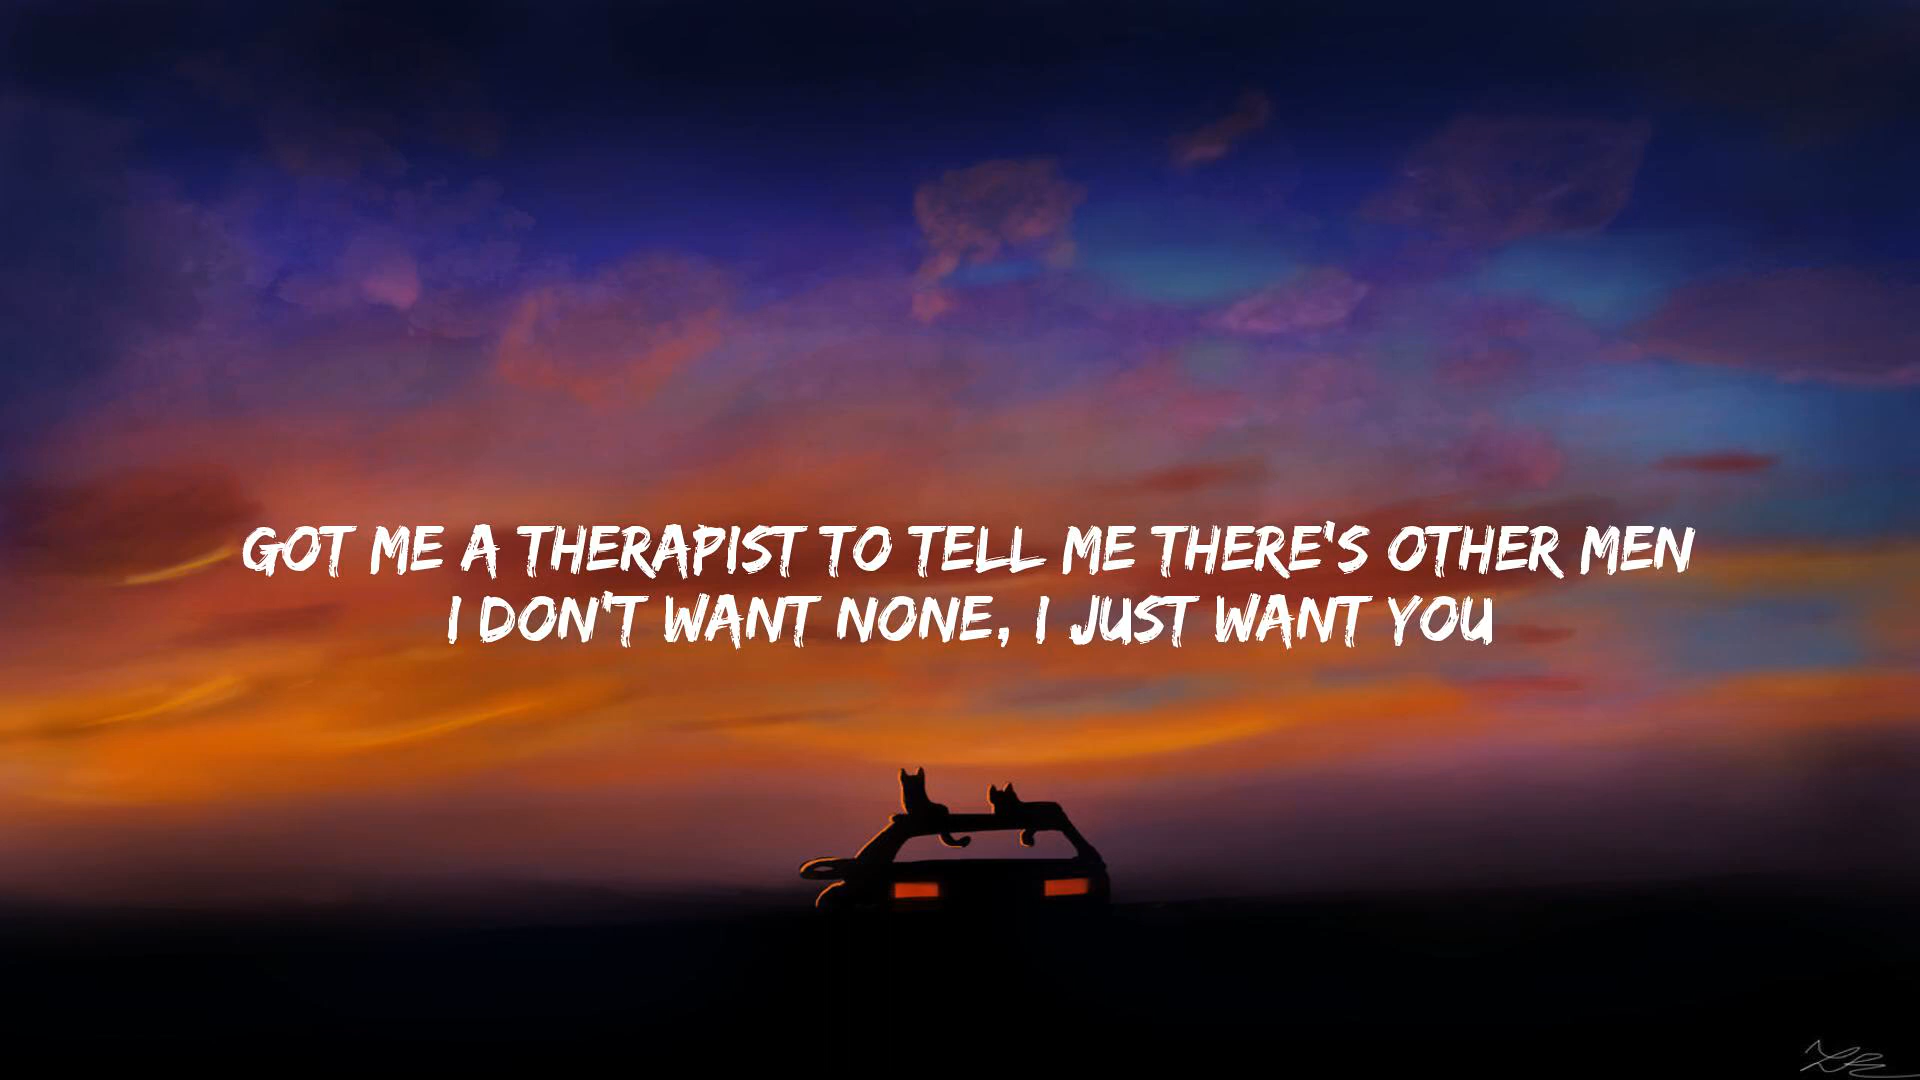 GOT ME A THERAPIST TO TELL ME THERE'S OTHER MEN
I DON'T WANT NONE, I JUST WANT YOU